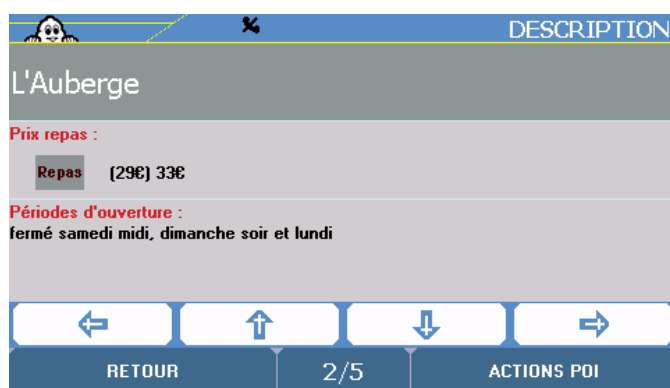 DESCRIPTION
L'Auberge
Prix repas :
Repas (29€) 33€
Périodes d'ouverture :
fermé samedi midi, dimanche soir et lundi
RETOUR 2/5 ACTIONS POI